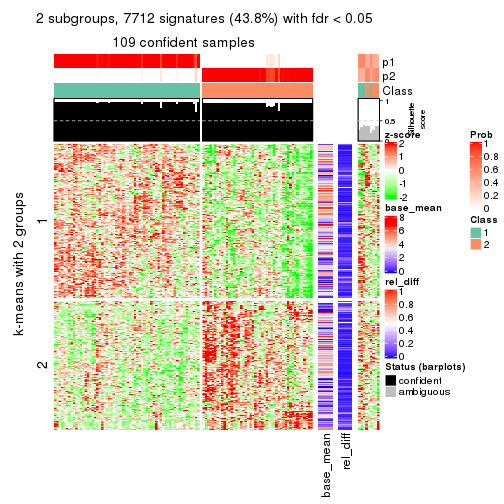 2 subgroups, 7712 signatures (43.8%) with fdr < 0.05
109 confident samples
p1
p2
Class
1
0.5
0
Silhouette
score
k-means with 2 groups
1
2
base_mean
rel_diff
z-score
2
1
0
-1
-2
base_mean
8
6
4
2
0
rel_diff
1
0.8
0.6
0.4
0.2
0
Status (barplots)
confident
ambiguous
Prob
1
0.8
0.6
0.4
0.2
0
Class
1
2